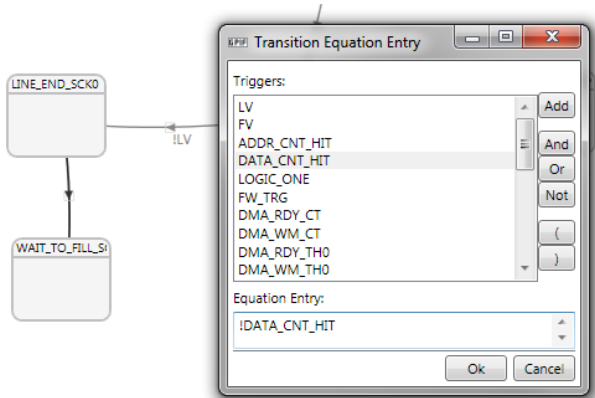 GPIF Transition Equation Entry
Triggers:
LV
FV
ADDR_CNT_HIT
DATA_CNT_HIT
LOGIC_ONE
FW_TRG
DMA_RDY_CT
DMA_WM_CT
DMA_RDY_TH0
DMA_WM_TH0
Add
And
Or
Not
(
)
Equation Entry:
!DATA_CNT_HIT
Ok Cancel
LINE_END_SCK0
!LV
WAIT_TO_FILL_S